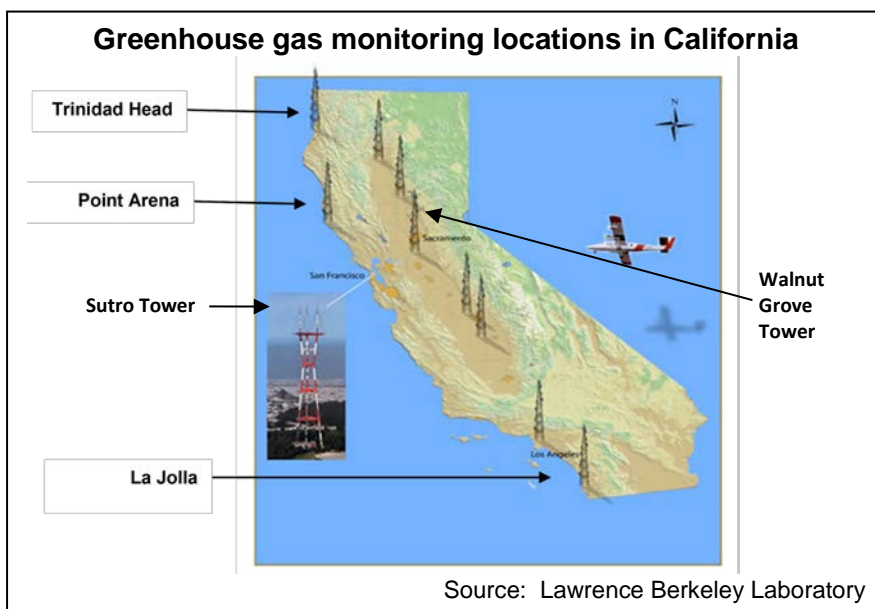 Greenhouse gas monitoring locations in California
Trinidad Head
N
Point Arena
Sacramento
San Francisco
Sutro Tower
Walnut
Grove
Tower
La Jolla
Los Angeles
Source:  Lawrence Berkeley Laboratory